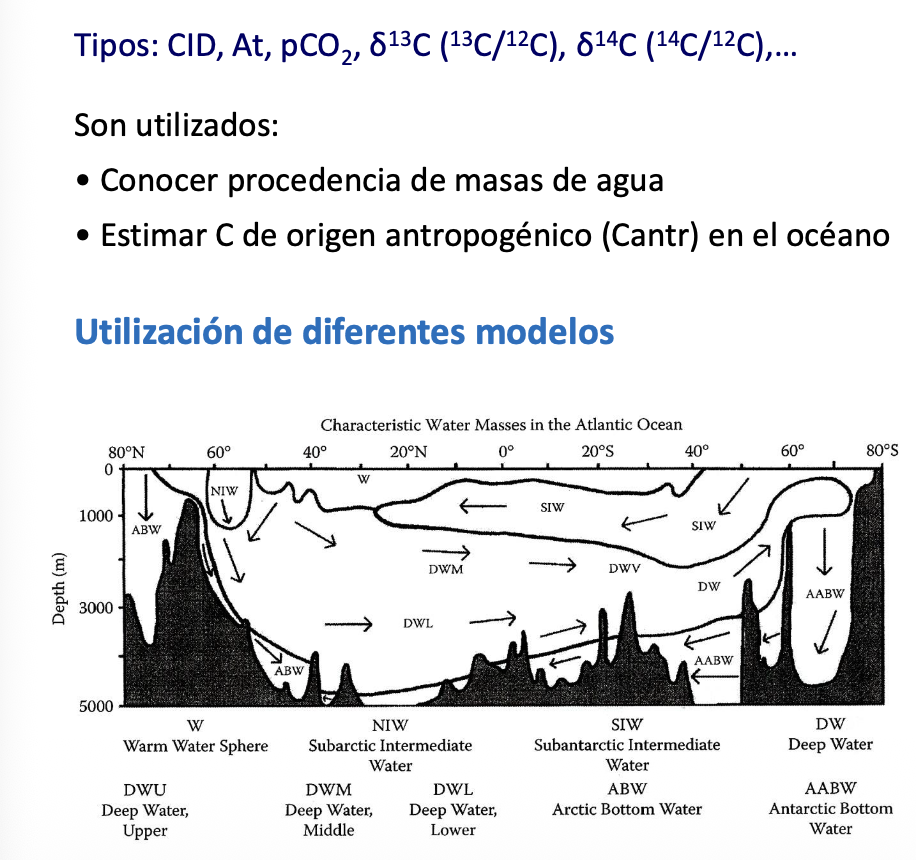 Tipos: CID, At, pCO₂, δ¹³C (¹³C/¹²C), δ¹⁴C (¹⁴C/¹²C),...
Son utilizados:
• Conocer procedencia de masas de agua
• Estimar C de origen antropogénico (Cantr) en el océano
Utilización de diferentes modelos
Characteristic Water Masses in the Atlantic Ocean
80°N 60° 40° 20°N 0° 20°S 40° 60° 80°S
0
1000
3000
5000
Depth (m)
W
NIW
SIW
SIW
ABW
DWM
DWV
DW
AABW
DWL
ABW
AABW
W
Warm Water Sphere
NIW
Subarctic Intermediate
Water
SIW
Subantarctic Intermediate
Water
DW
Deep Water
DWU
Deep Water,
Upper
DWM
Deep Water,
Middle
DWL
Deep Water,
Lower
ABW
Arctic Bottom Water
AABW
Antarctic Bottom
Water